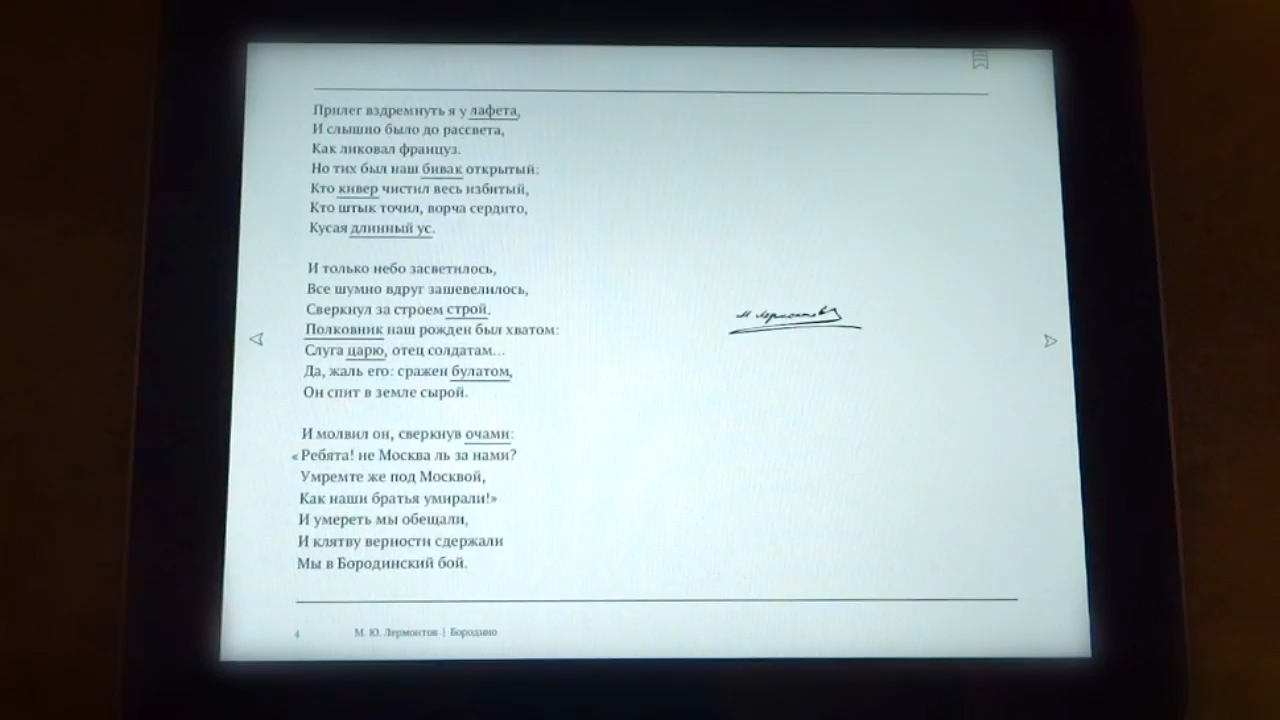 Прилег вздремнуть я у лафета,
И слышно было до рассвета,
Как ликовал француз.
Но тих был наш бивак открытый:
Кто кивер чистил весь избитый,
Кто штык точил, ворча сердито,
Кусая длинный ус.
И только небо засветилось,
Все шумно вдруг зашевелилось,
Сверкнул за строем строй.
Полковник наш рожден был хватом:
Слуга царю, отец солдатам...
Да, жаль его: сражен булатом,
Он спит в земле сырой.
И молвил он, сверкнув очами:
«Ребята! не Москва ль за нами?
Умремте же под Москвой,
Как наши братья умирали!»
И умереть мы обещали,
И клятву верности сдержали
Мы в Бородинский бой.
М Лермонтов
4 М. Ю. Лермонтов | Бородино